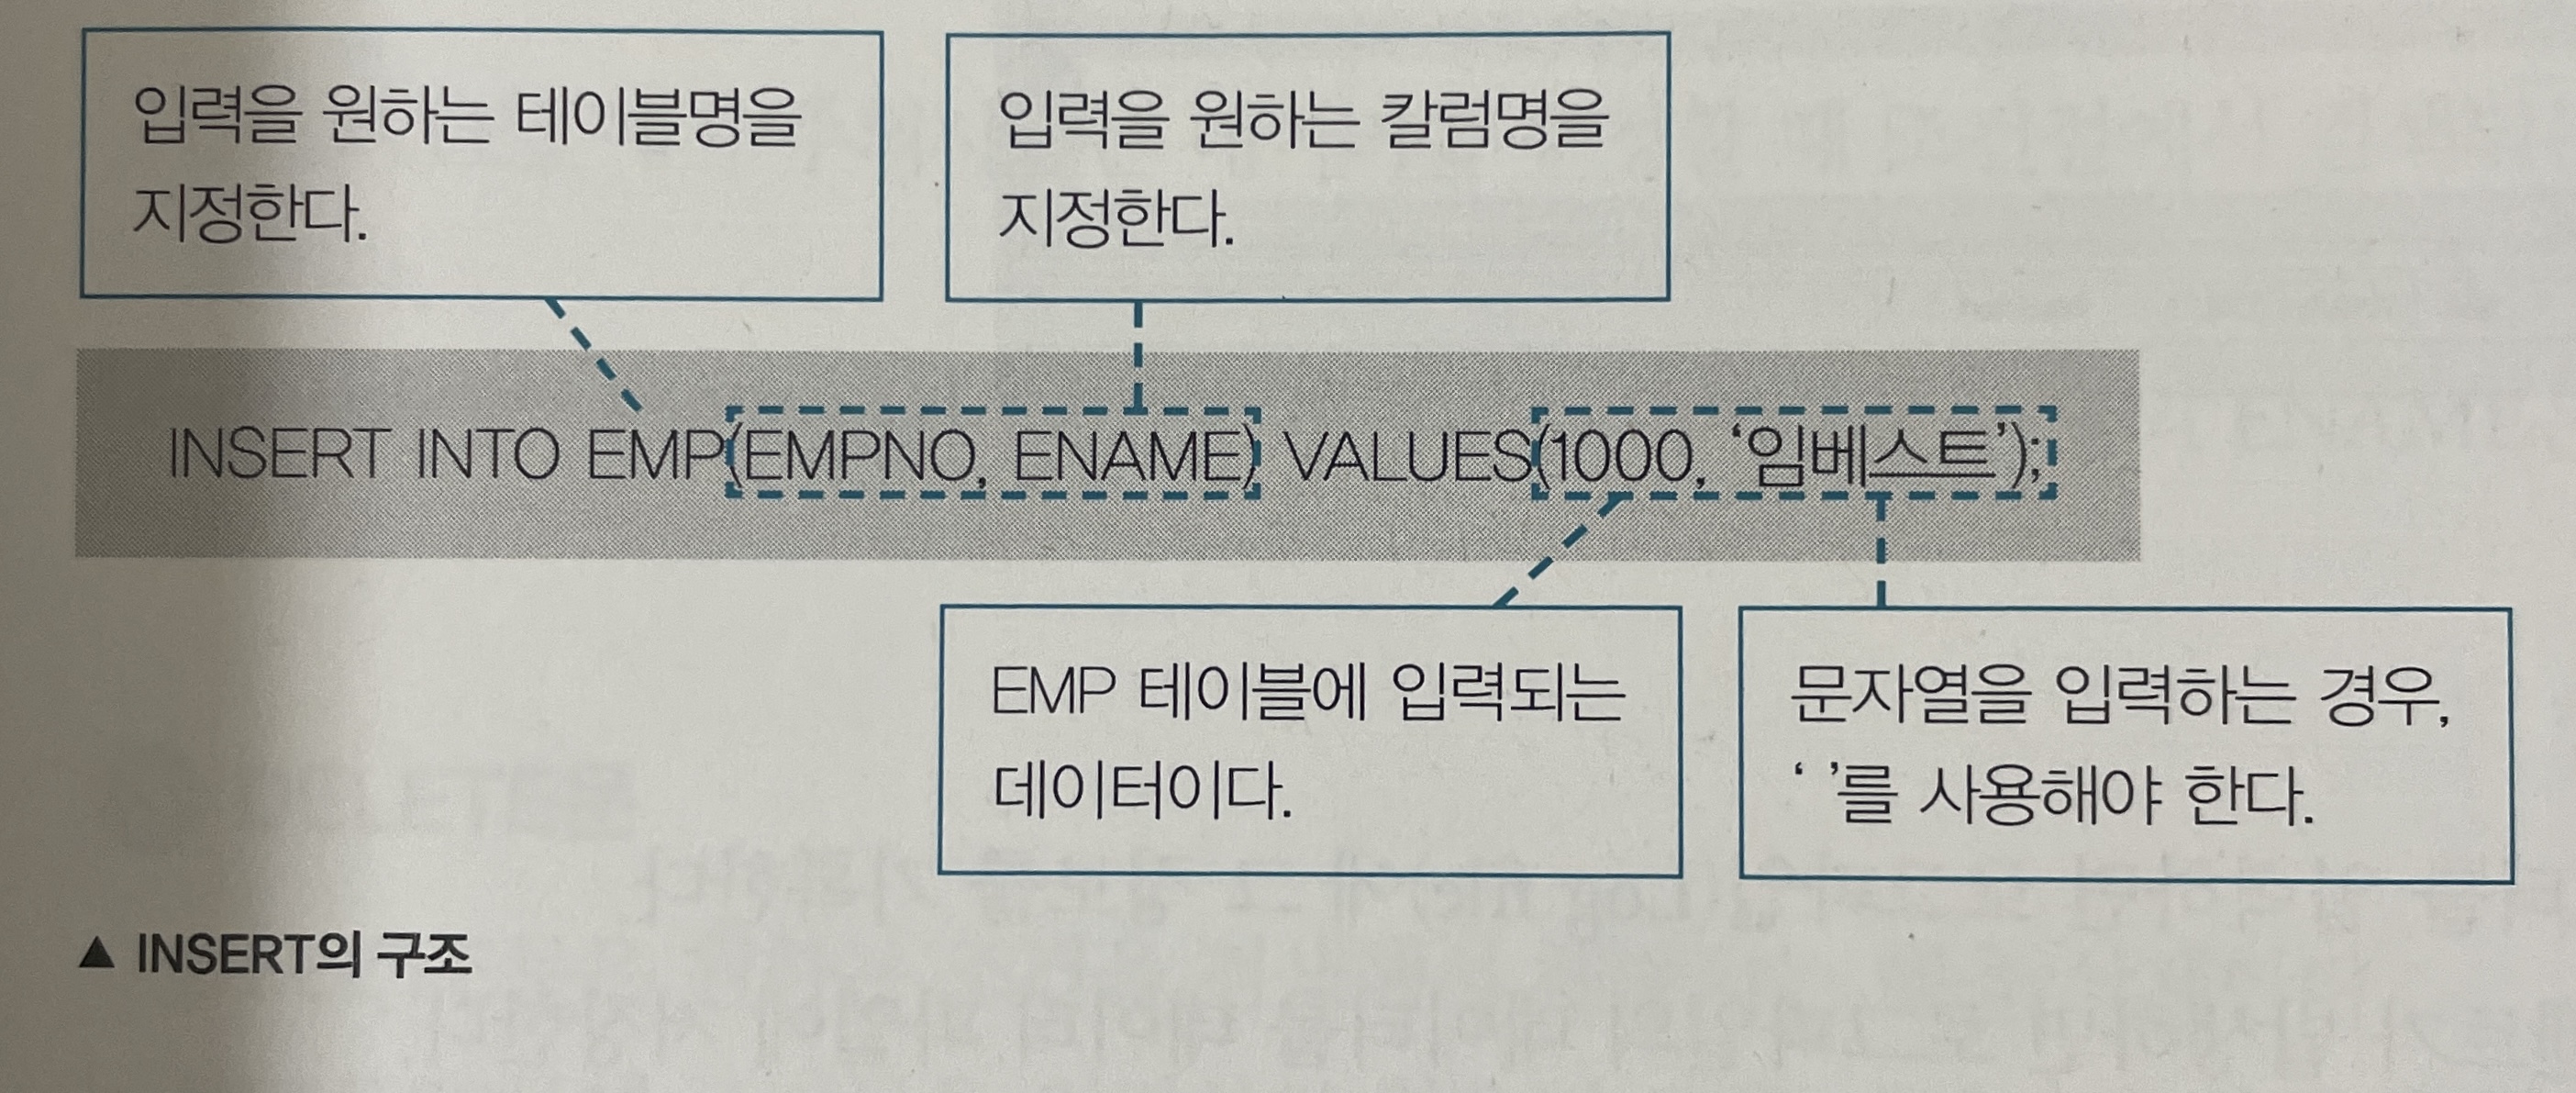 입력을 원하는 테이블명을
지정한다.
입력을 원하는 칼럼명을
지정한다.
INSERT INTO EMP(EMPNO, ENAME) VALUES(1000, ‘임베스트’);
EMP 테이블에 입력되는
데이터이다.
문자열을 입력하는 경우,
‘ ’를 사용해야 한다.
▲ INSERT의 구조